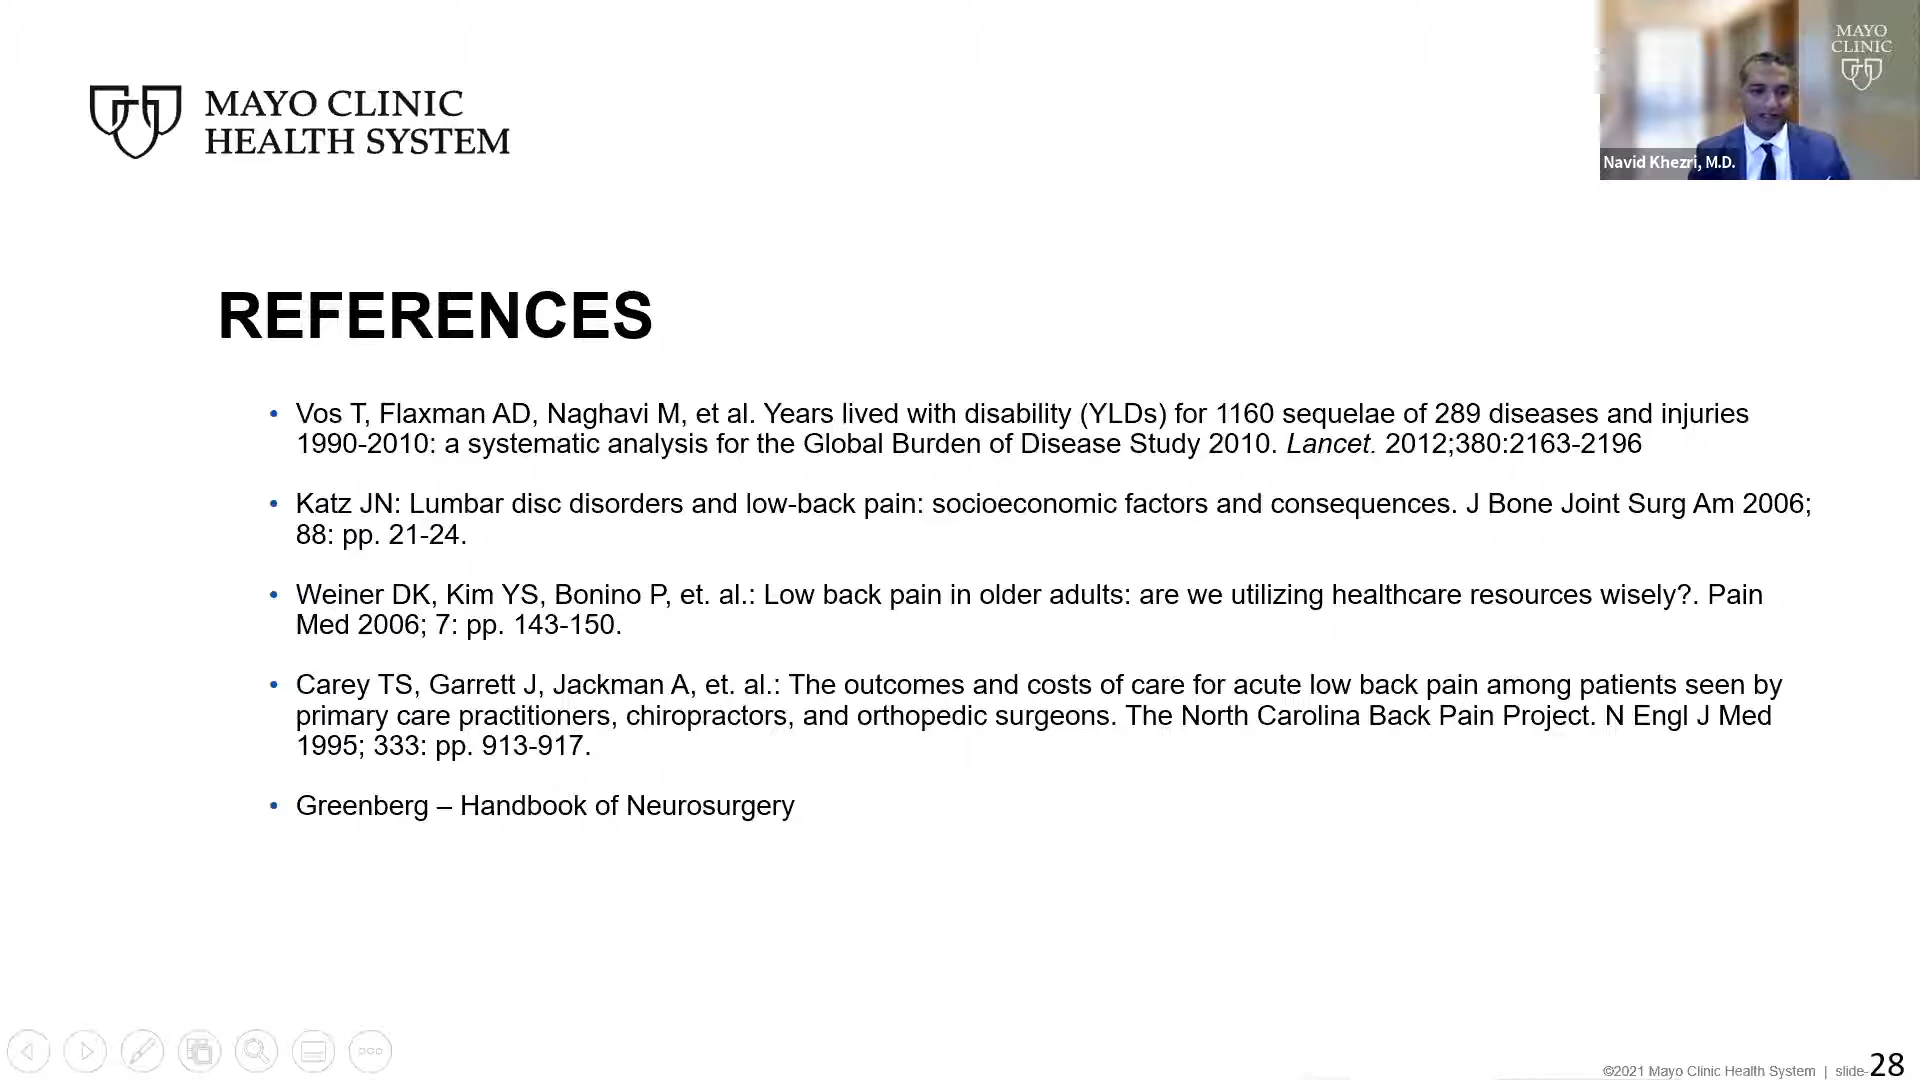 MAYO CLINIC
HEALTH SYSTEM
MAYO
CLINIC
Navid Khezri, M.D.
REFERENCES
• Vos T, Flaxman AD, Naghavi M, et al. Years lived with disability (YLDs) for 1160 sequelae of 289 diseases and injuries
1990-2010: a systematic analysis for the Global Burden of Disease Study 2010. Lancet. 2012;380:2163-2196
• Katz JN: Lumbar disc disorders and low-back pain: socioeconomic factors and consequences. J Bone Joint Surg Am 2006;
88: pp. 21-24.
• Weiner DK, Kim YS, Bonino P, et. al.: Low back pain in older adults: are we utilizing healthcare resources wisely?. Pain
Med 2006; 7: pp. 143-150.
• Carey TS, Garrett J, Jackman A, et. al.: The outcomes and costs of care for acute low back pain among patients seen by
primary care practitioners, chiropractors, and orthopedic surgeons. The North Carolina Back Pain Project. N Engl J Med
1995; 333: pp. 913-917.
• Greenberg – Handbook of Neurosurgery
©2021 Mayo Clinic Health System | slide-28